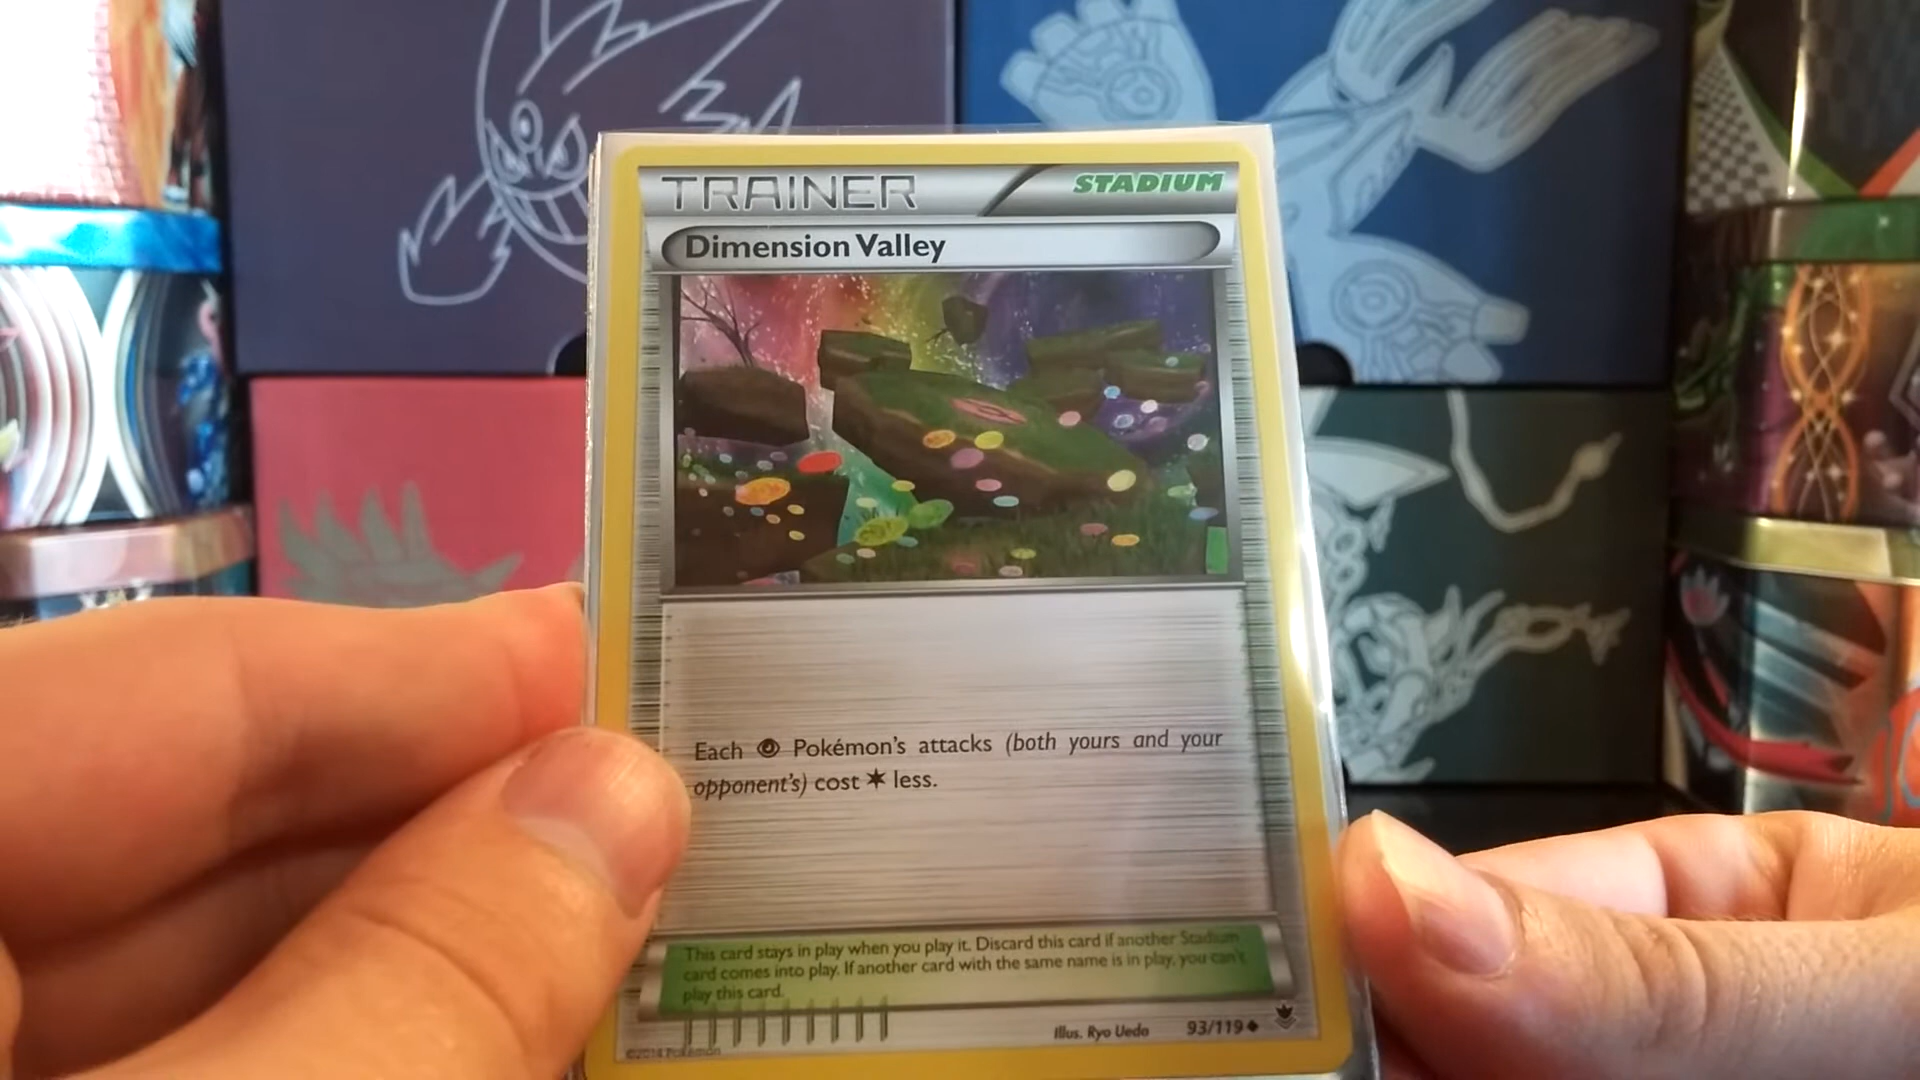 TRAINER
STADIUM
Dimension Valley
Each Pokémon's attacks (both yours and your
opponent's) cost less.
This card stays in play when you play it. Discard this card if another Stadium
card comes into play. If another card with the same name is in play, you can't
play this card.
Illus. Ryo Ueda
93/119
©2014 Pokémon